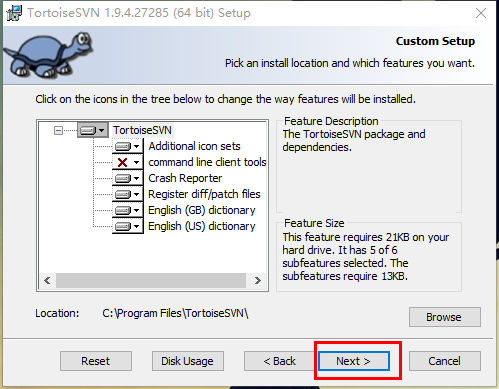 TortoiseSVN 1.9.4.27285 (64 bit) Setup
Custom Setup
Pick an install location and which features you want.
Click on the icons in the tree below to change the way features will be installed.
TortoiseSVN
Additional icon sets
command line client tools
Crash Reporter
Register diff/patch files
English (GB) dictionary
English (US) dictionary
Feature Description
The TortoiseSVN package and
dependencies.
Feature Size
This feature requires 21KB on your
hard drive. It has 5 of 6
subfeatures selected. The
subfeatures require 13KB.
Location: C:\Program Files\TortoiseSVN\
Browse
Reset Disk Usage < Back Next > Cancel